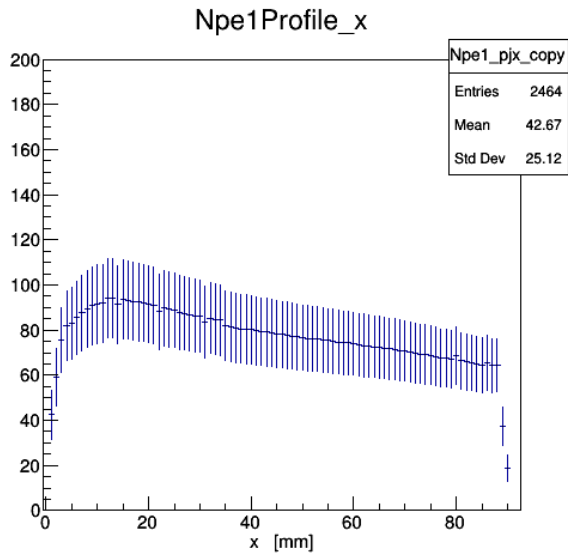 Npe1Profile_x
Npe1_pjx_copy
Entries 2464
Mean 42.67
Std Dev 25.12
200
180
160
140
120
100
80
60
40
20
0
0 20 40 60 80
x [mm]